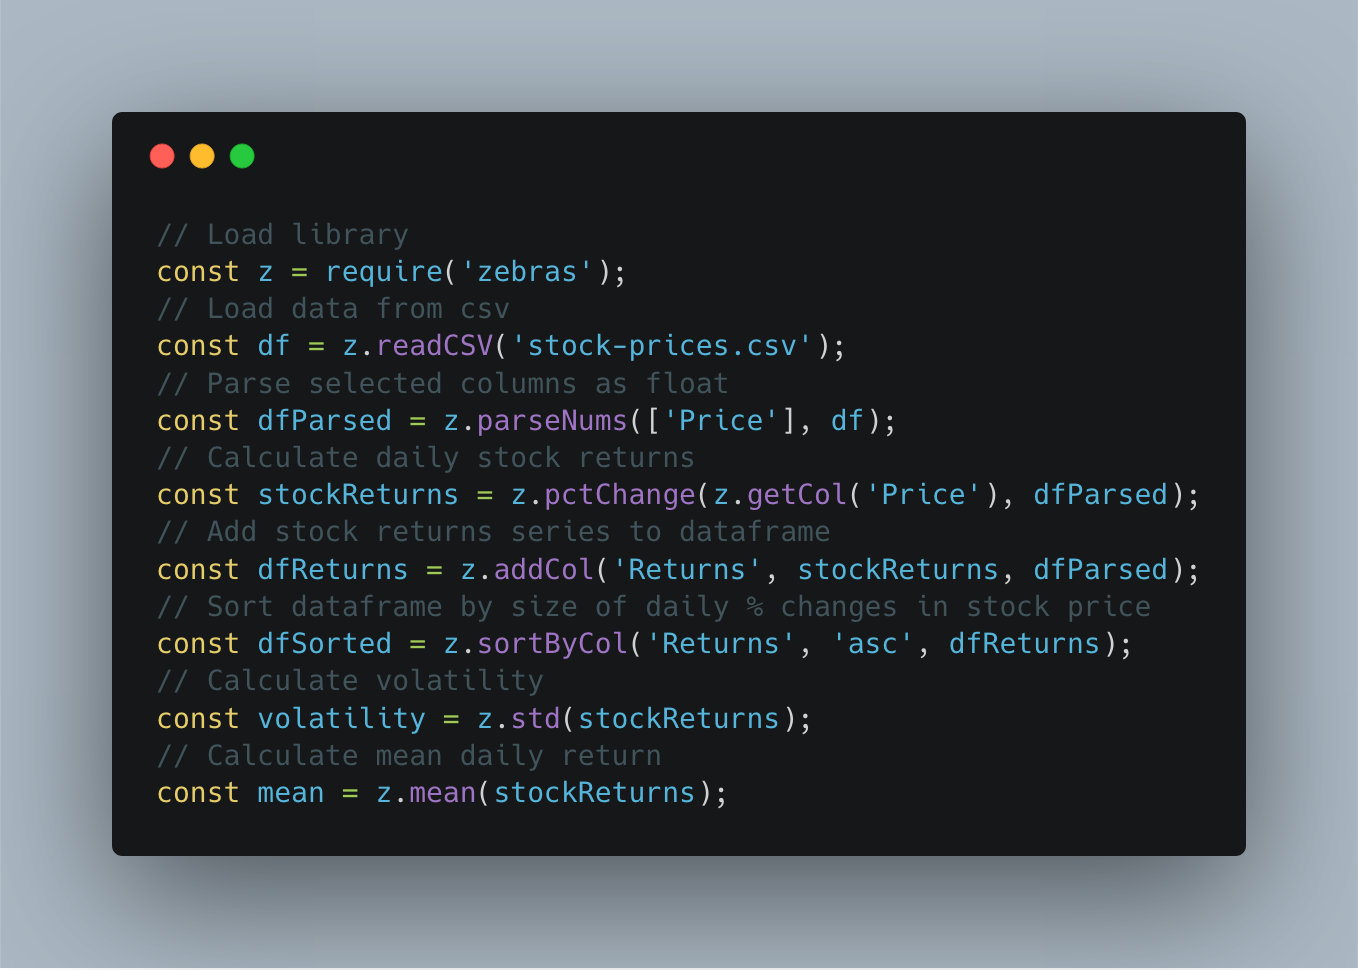 // Load library
const z = require('zebras');
// Load data from csv
const df = z.readCSV('stock-prices.csv');
// Parse selected columns as float
const dfParsed = z.parseNums(['Price'], df);
// Calculate daily stock returns
const stockReturns = z.pctChange(z.getCol('Price'), dfParsed);
// Add stock returns series to dataframe
const dfReturns = z.addCol('Returns', stockReturns, dfParsed);
// Sort dataframe by size of daily % changes in stock price
const dfSorted = z.sortByCol('Returns', 'asc', dfReturns);
// Calculate volatility
const volatility = z.std(stockReturns);
// Calculate mean daily return
const mean = z.mean(stockReturns);